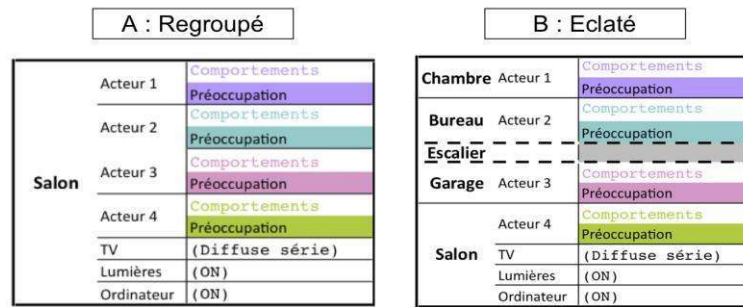 A : Regroupé
B : Eclaté
Salon
Acteur 1
Comportements
Préoccupation
Acteur 2
Comportements
Préoccupation
Acteur 3
Comportements
Préoccupation
Acteur 4
Comportements
Préoccupation
TV (Diffuse série)
Lumières (ON)
Ordinateur (ON)
Chambre Acteur 1
Comportements
Préoccupation
Bureau Acteur 2
Comportements
Préoccupation
Escalier
Garage Acteur 3
Comportements
Préoccupation
Salon
Acteur 4
Comportements
Préoccupation
TV (Diffuse série)
Lumières (ON)
Ordinateur (ON)